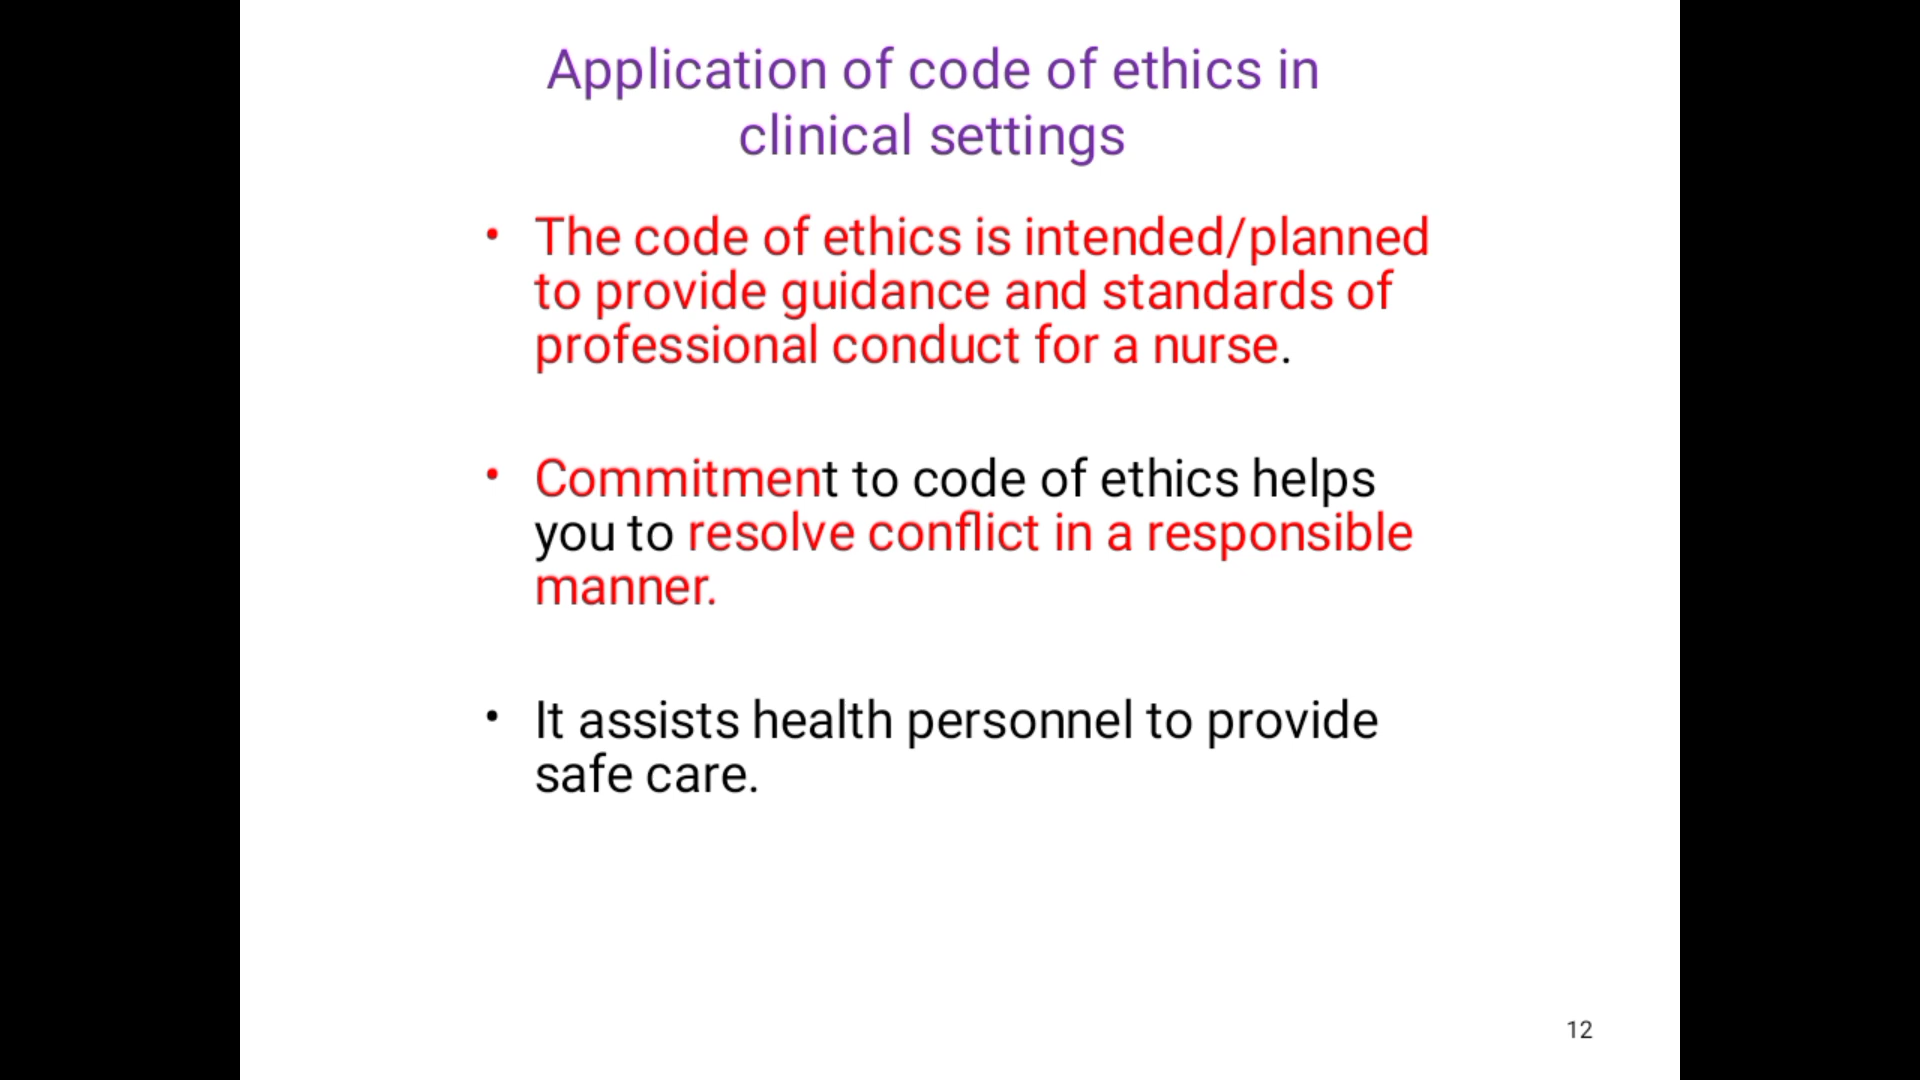 Application of code of ethics in
clinical settings
• The code of ethics is intended/planned
to provide guidance and standards of
professional conduct for a nurse.
• Commitment to code of ethics helps
you to resolve conflict in a responsible
manner.
• It assists health personnel to provide
safe care.
12